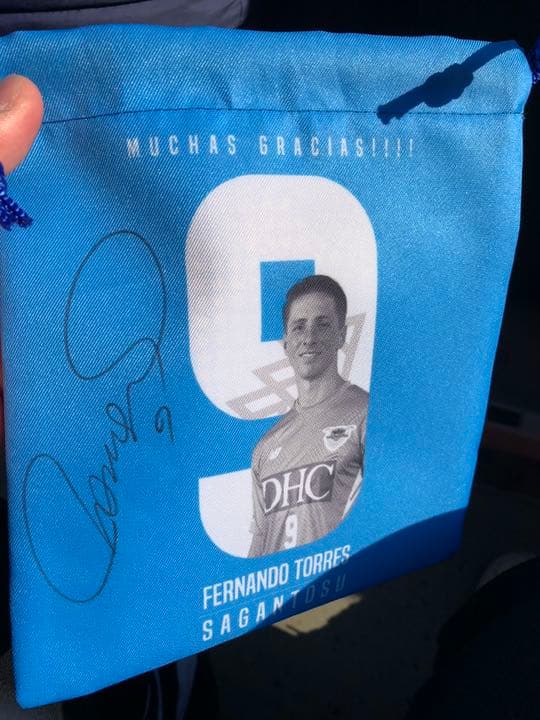 MUCHAS GRACIAS!!!!
9
DHC
9
FERNANDO TORRES
SAGANTOSU